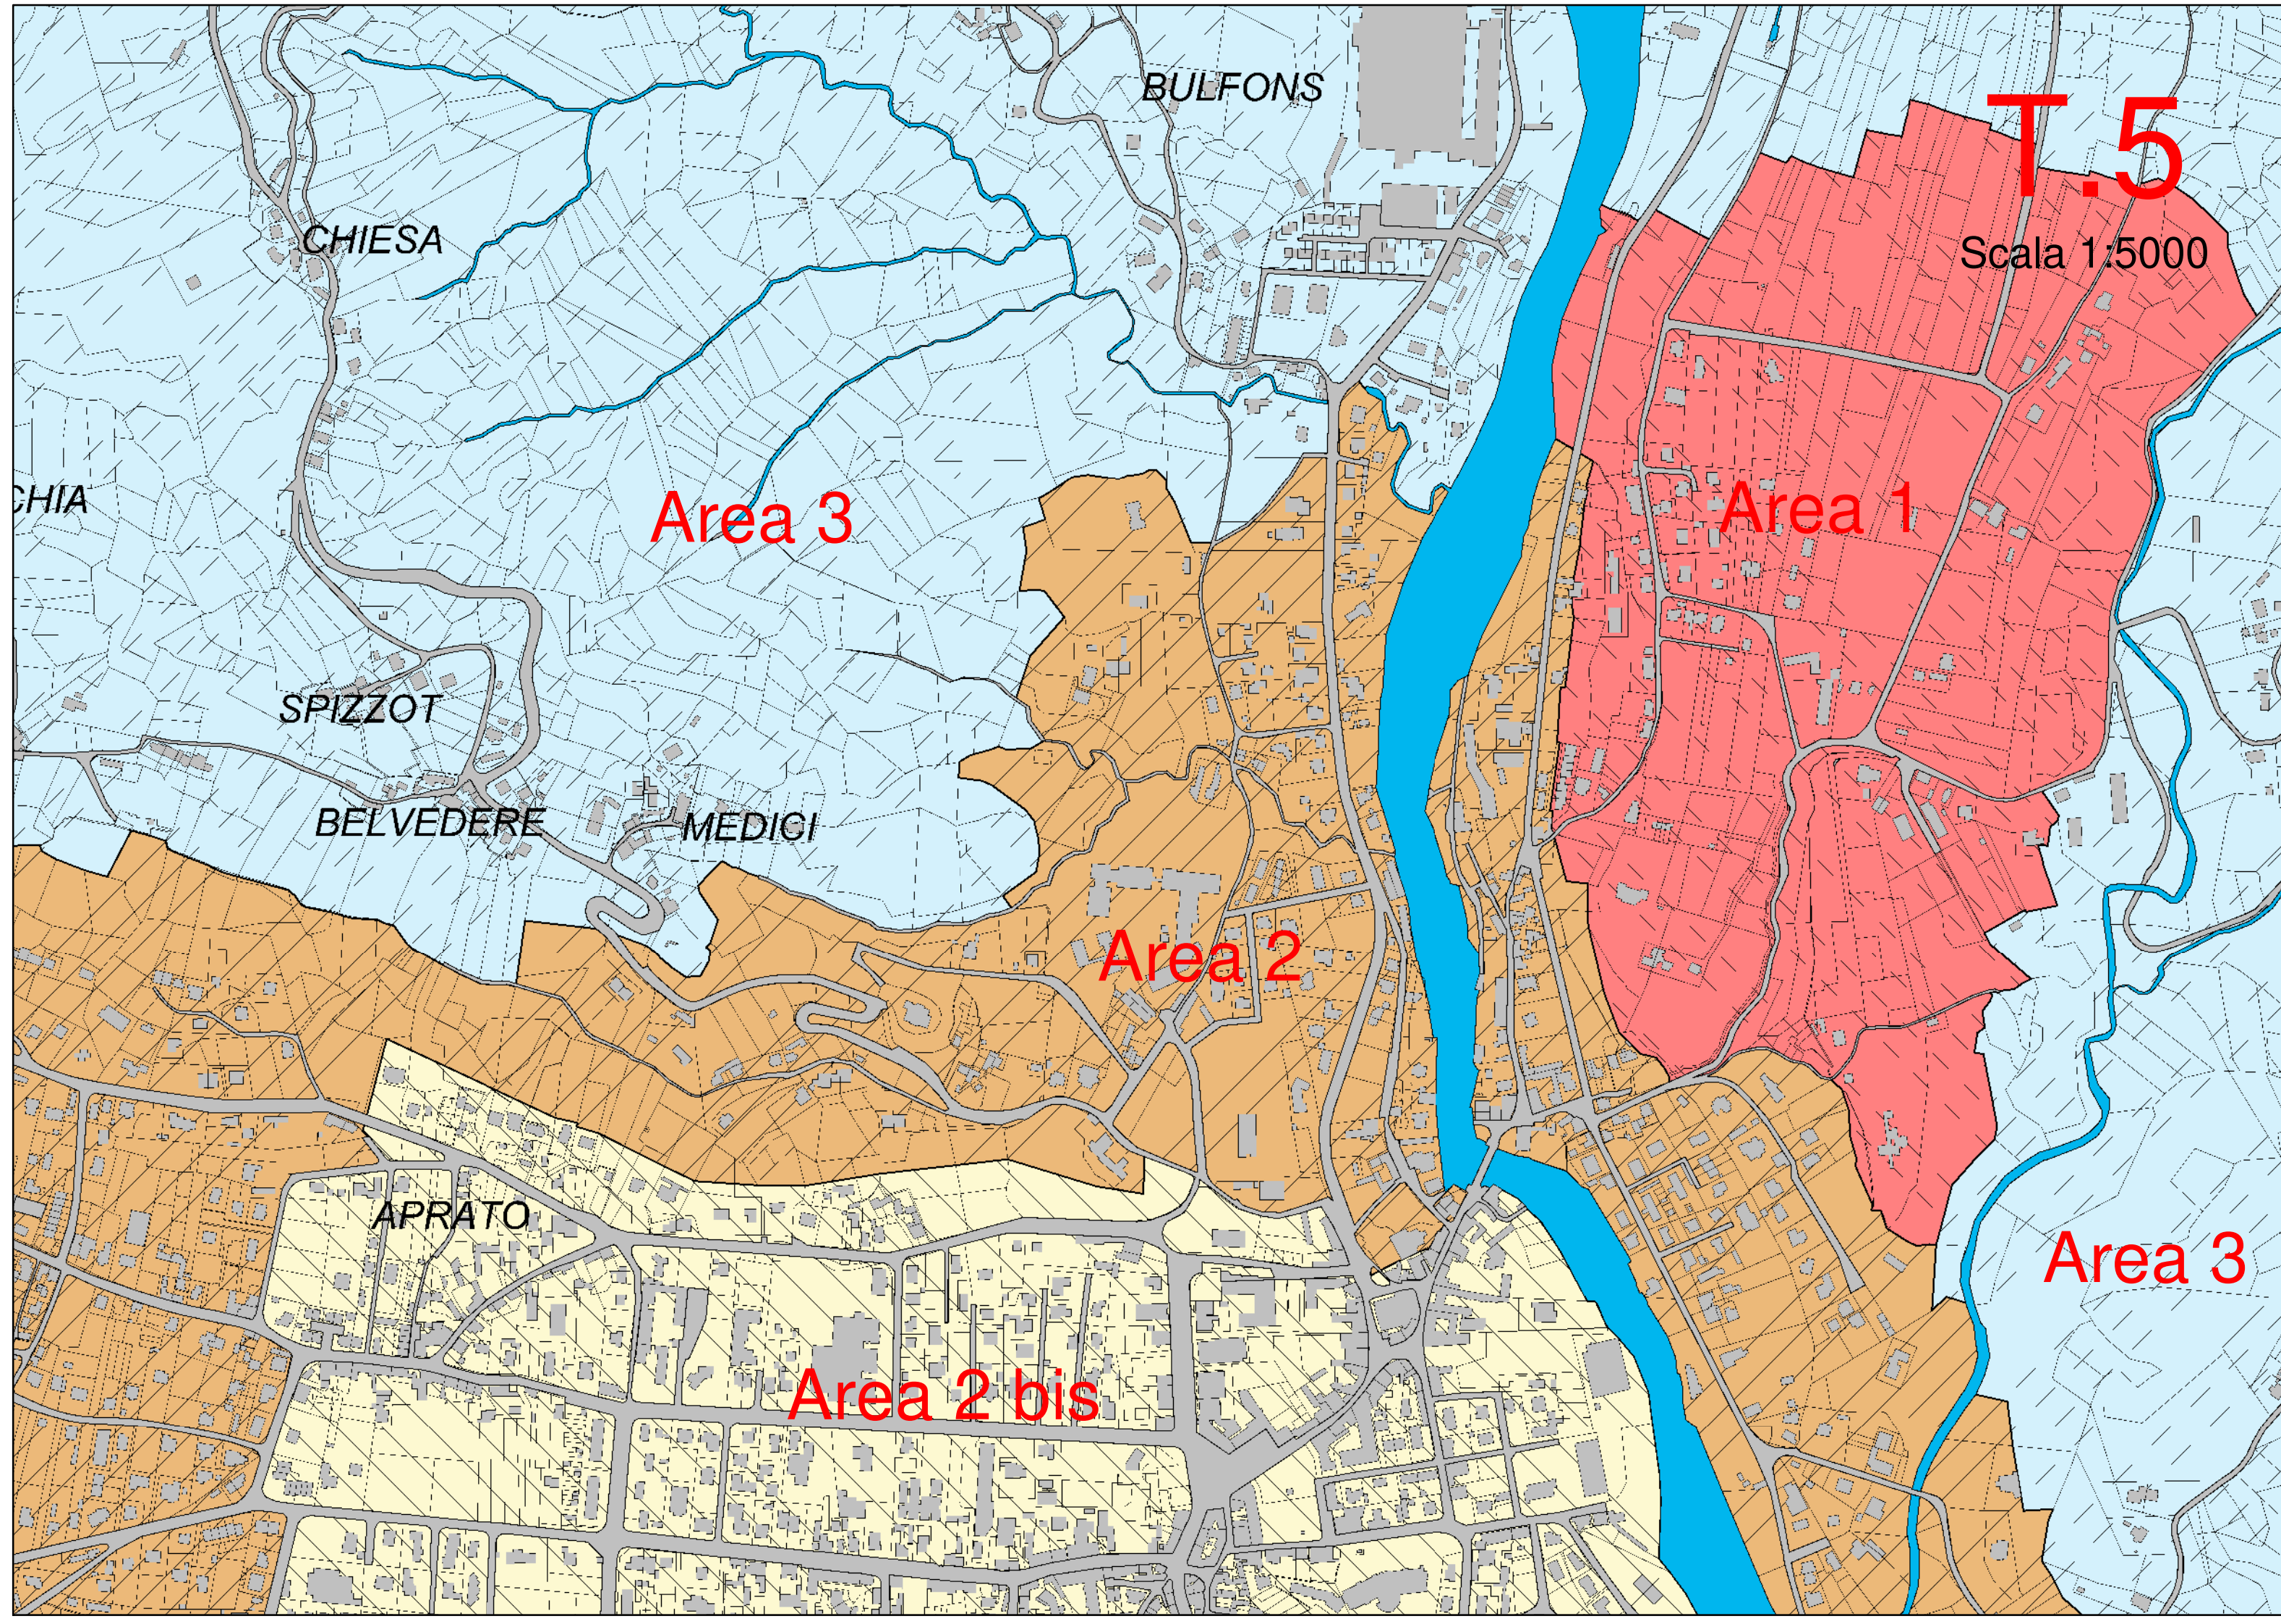 BULFONS
T.5
CHIESA
Scala 1:5000
CHIA
Area 3
Area 1
SPIZZOT
BELVEDERE
MEDICI
Area 2
APRATO
Area 3
Area 2 bis